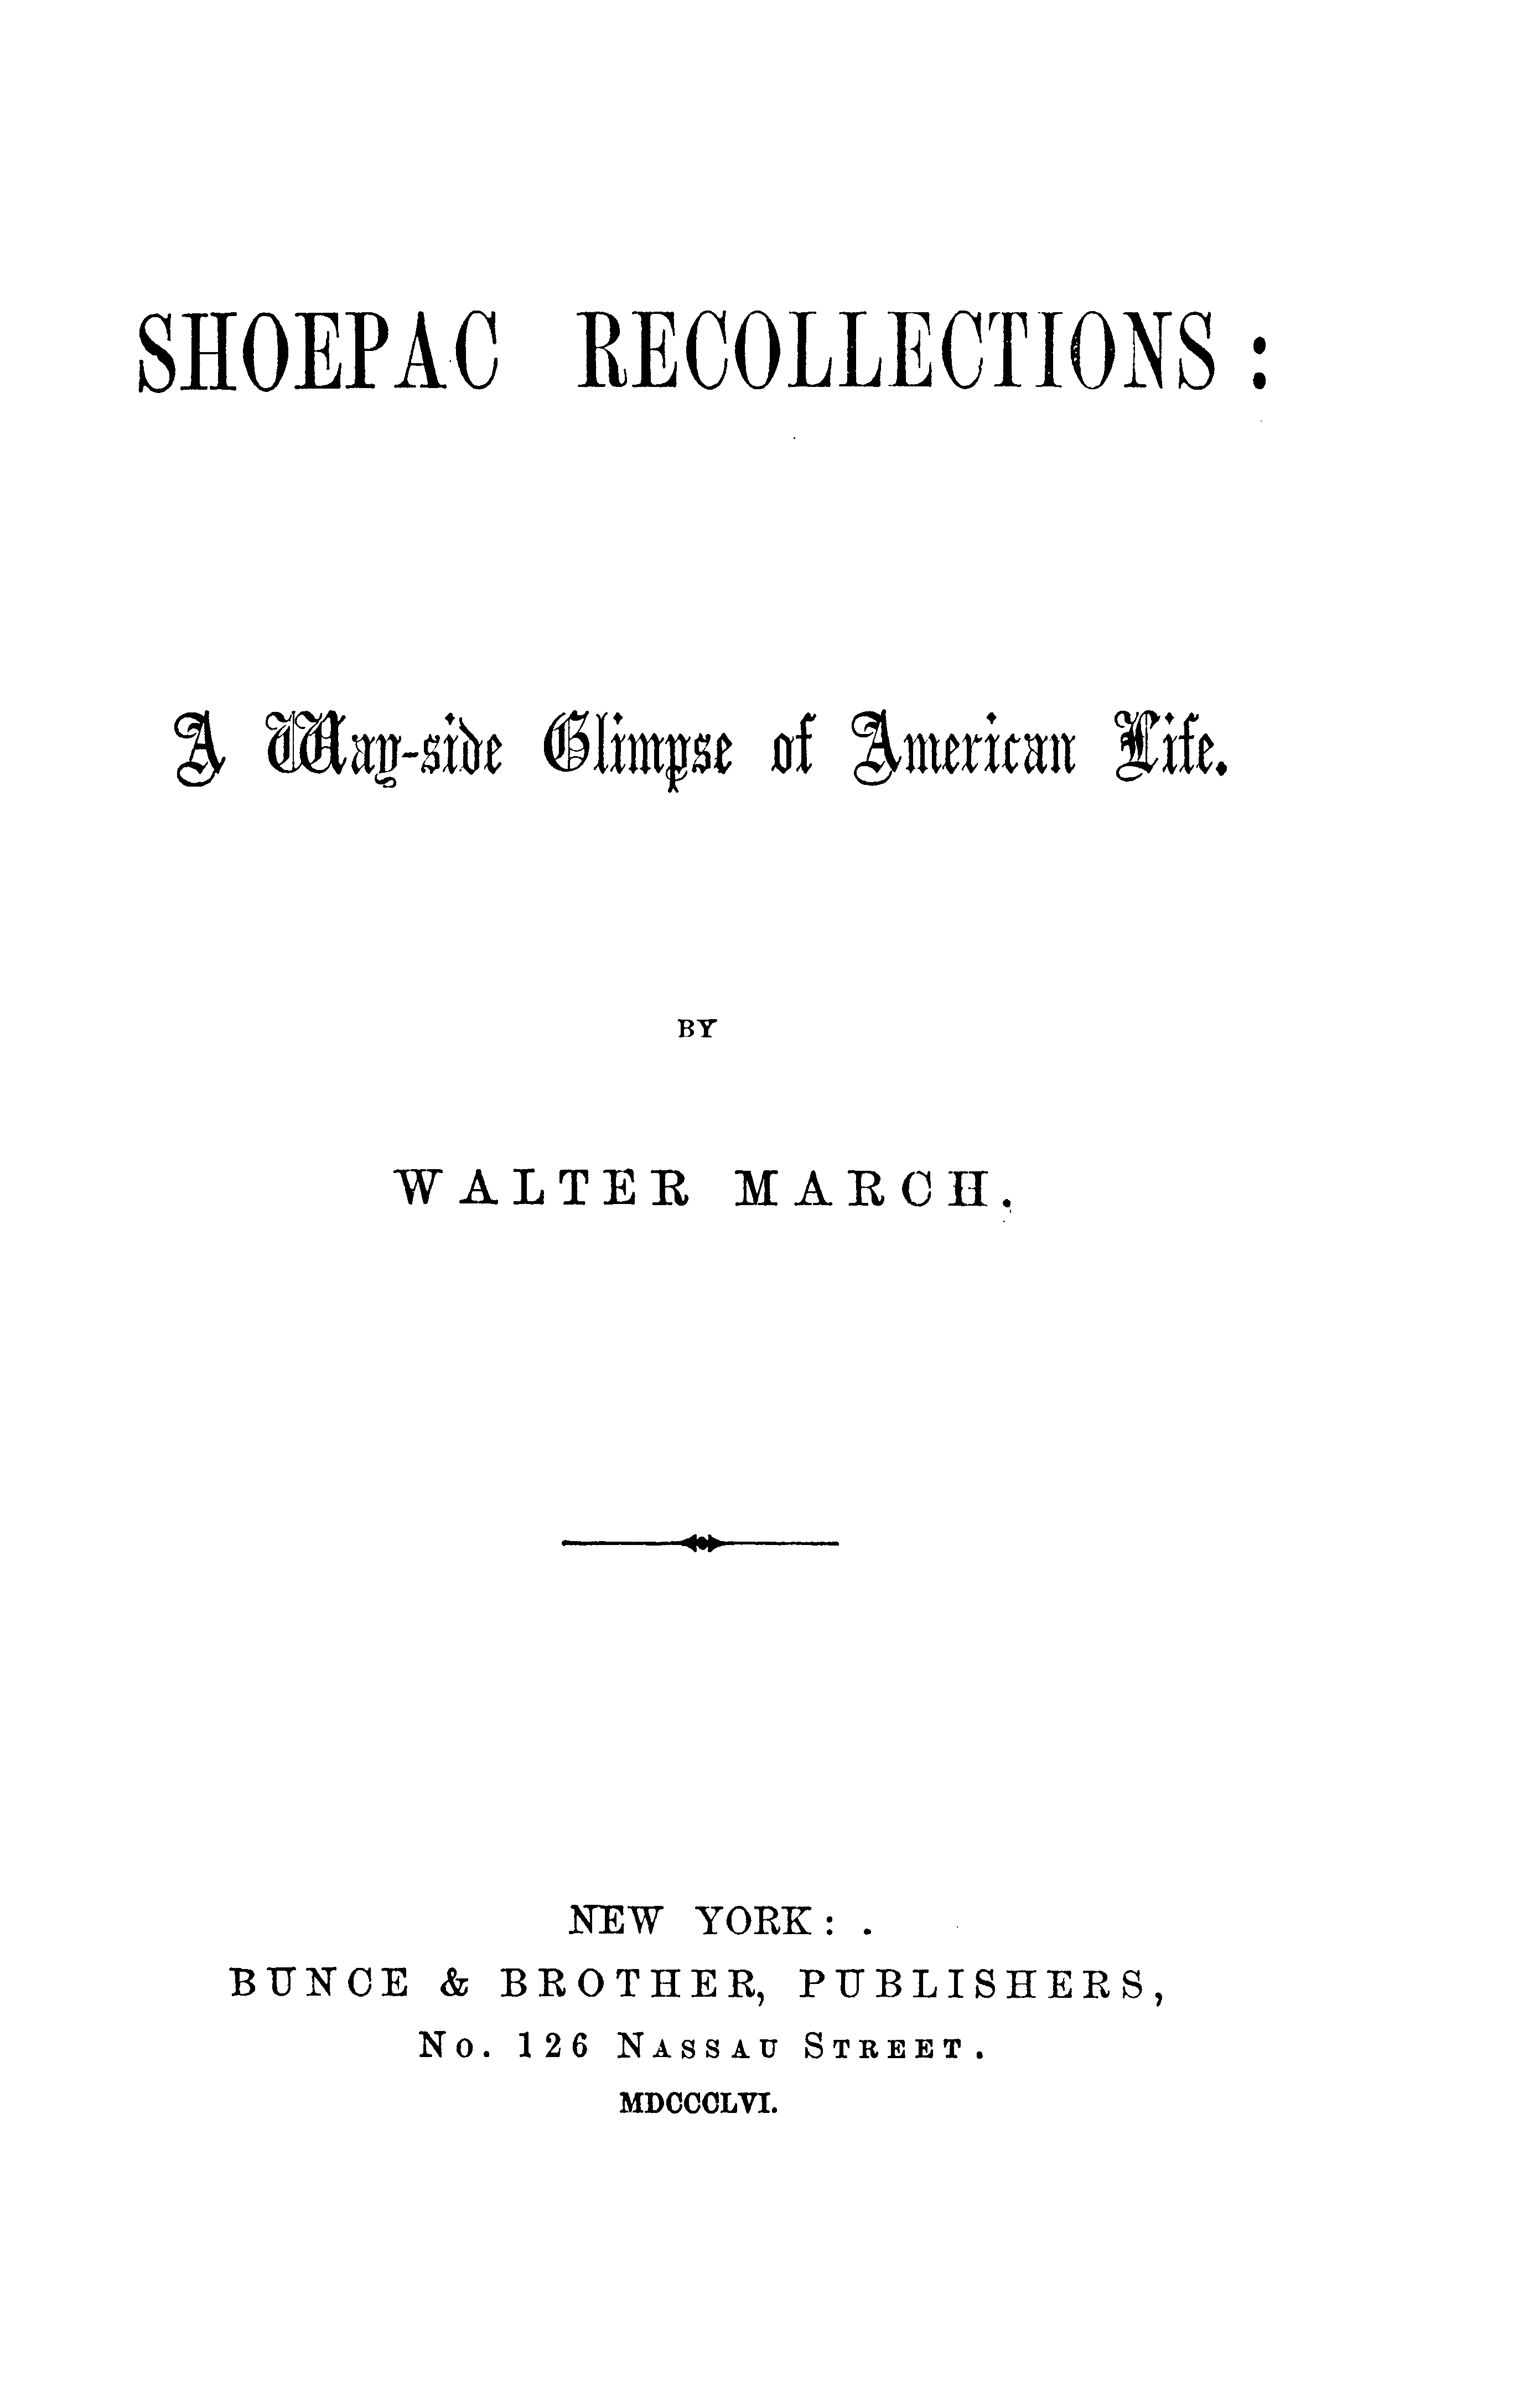 SHOEPAC RECOLLECTIONS:
A Way-side Glimpse of American Life.
BY
WALTER MARCH.
NEW YORK:
BUNCE & BROTHER, PUBLISHERS,
No. 126 NASSAU STREET.
MDCCCLVI.